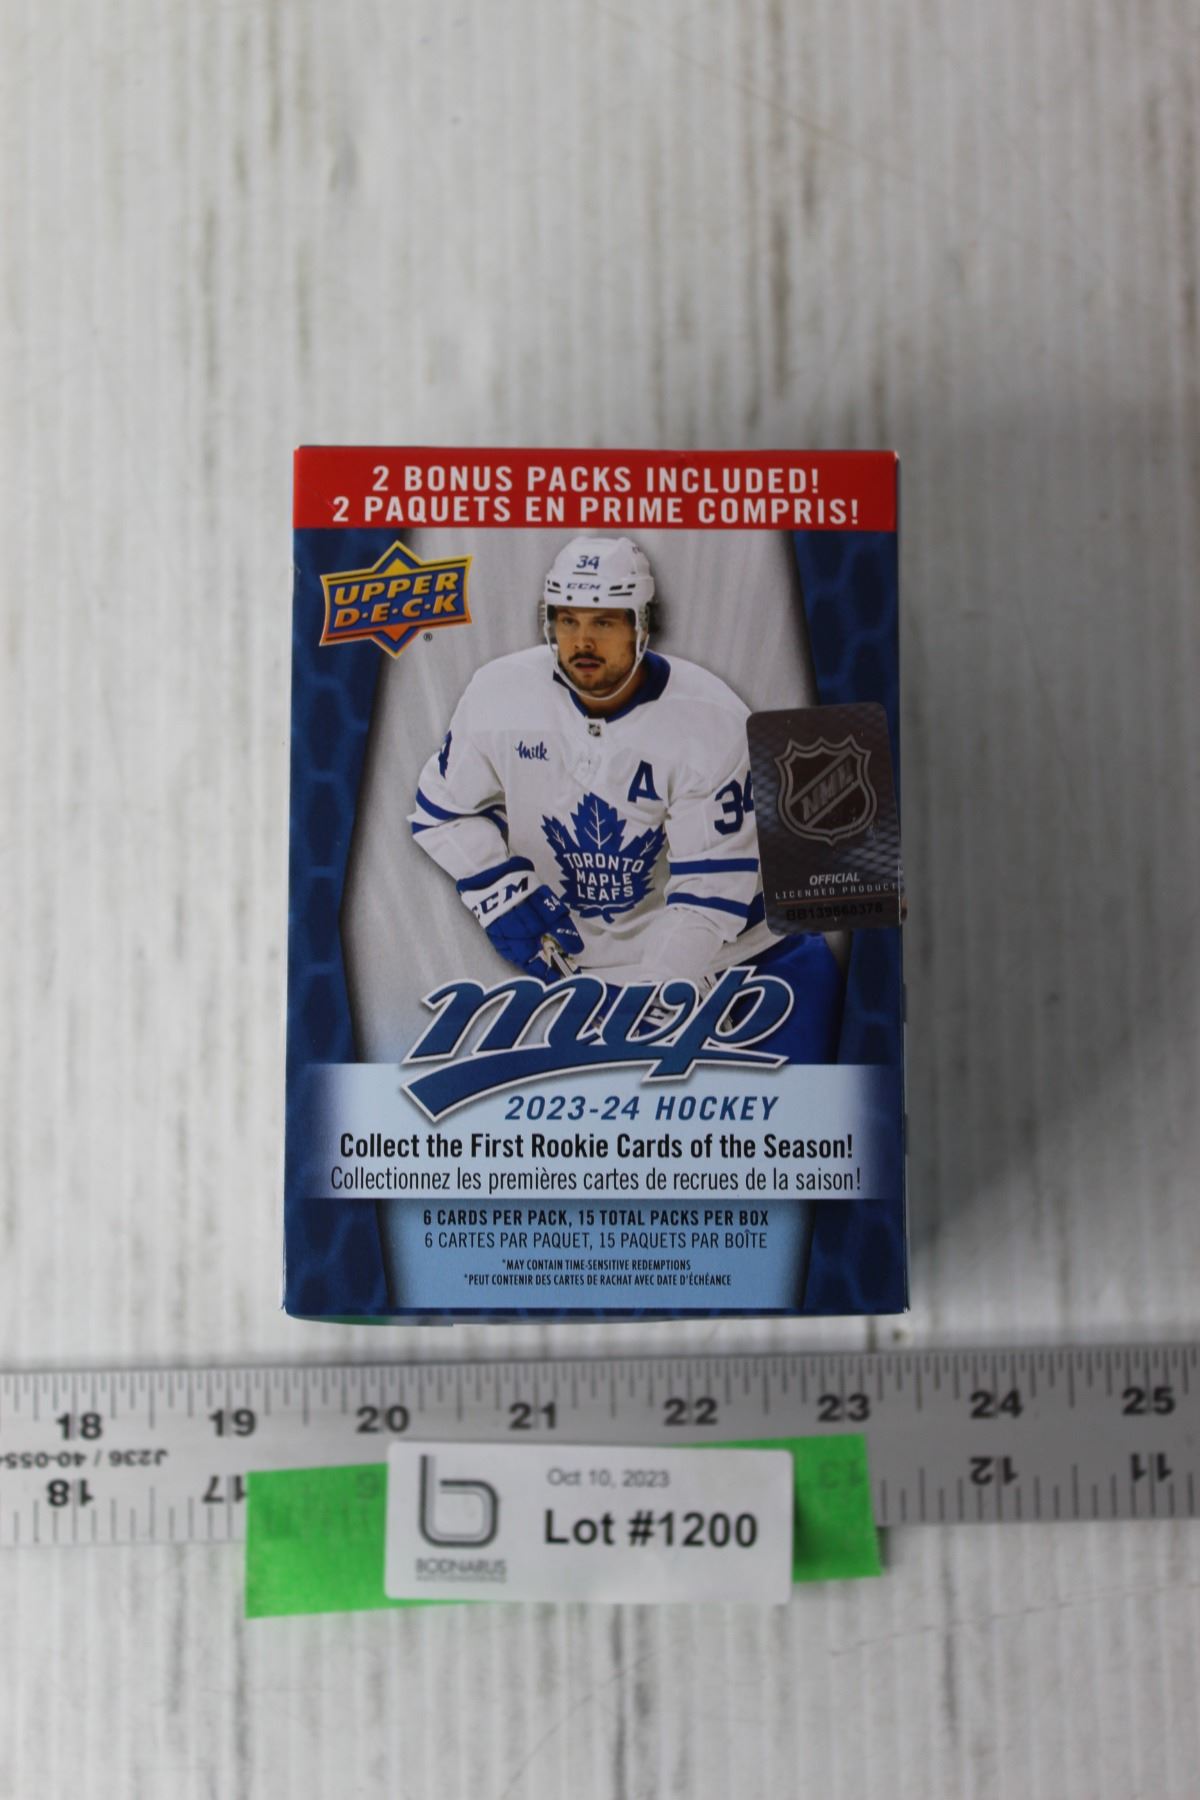 2 BONUS PACKS INCLUDED!
2 PAQUETS EN PRIME COMPRIS!
UPPER
D·E·C·K
®
34
CCM
milk
A
34
TORONTO
MAPLE
LEAFS
CCM
34
NHL
OFFICIAL
LICENSED PRODUCT
mvp
2023-24 HOCKEY
Collect the First Rookie Cards of the Season!
Collectionnez les premières cartes de recrues de la saison!
6 CARDS PER PACK, 15 TOTAL PACKS PER BOX
6 CARTES PAR PAQUET, 15 PAQUETS PAR BOÎTE
*MAY CONTAIN TIME-SENSITIVE REDEMPTIONS
*PEUT CONTENIR DES CARTES DE RACHAT AVEC DATE D'ÉCHÉANCE
18 19 20 21 22 23 24 25
18 17 13 12 11
Oct 10, 2023
Lot #1200
BODNARUS